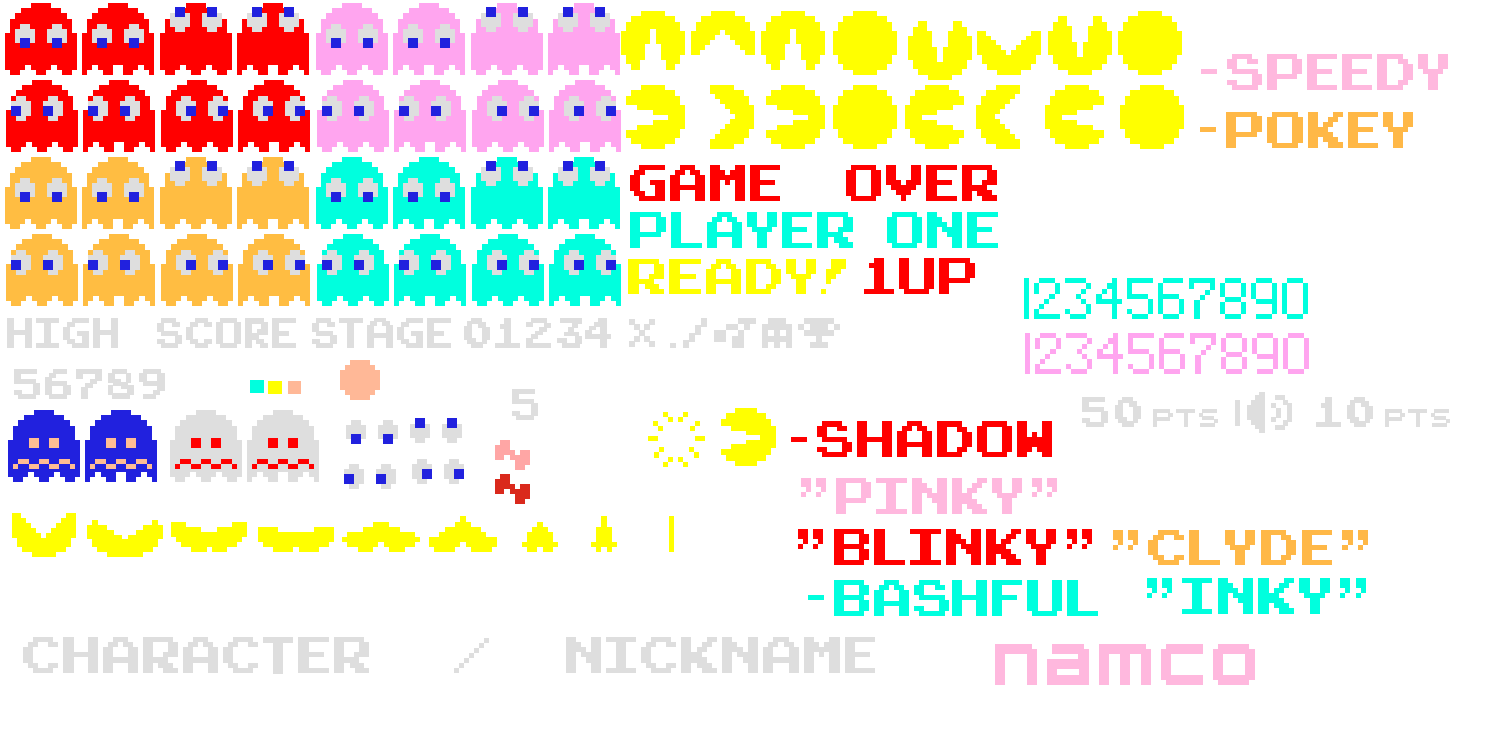 -SPEEDY
-POKEY
GAME OVER
PLAYER ONE
READY! 1UP
1234567890
HIGH SCORE STAGE 01234 X ./
1234567890
56789
5
50 PTS 10 PTS
-SHADOW
"PINKY"
"BLINKY" "CLYDE"
-BASHFUL "INKY"
CHARACTER / NICKNAME
namco